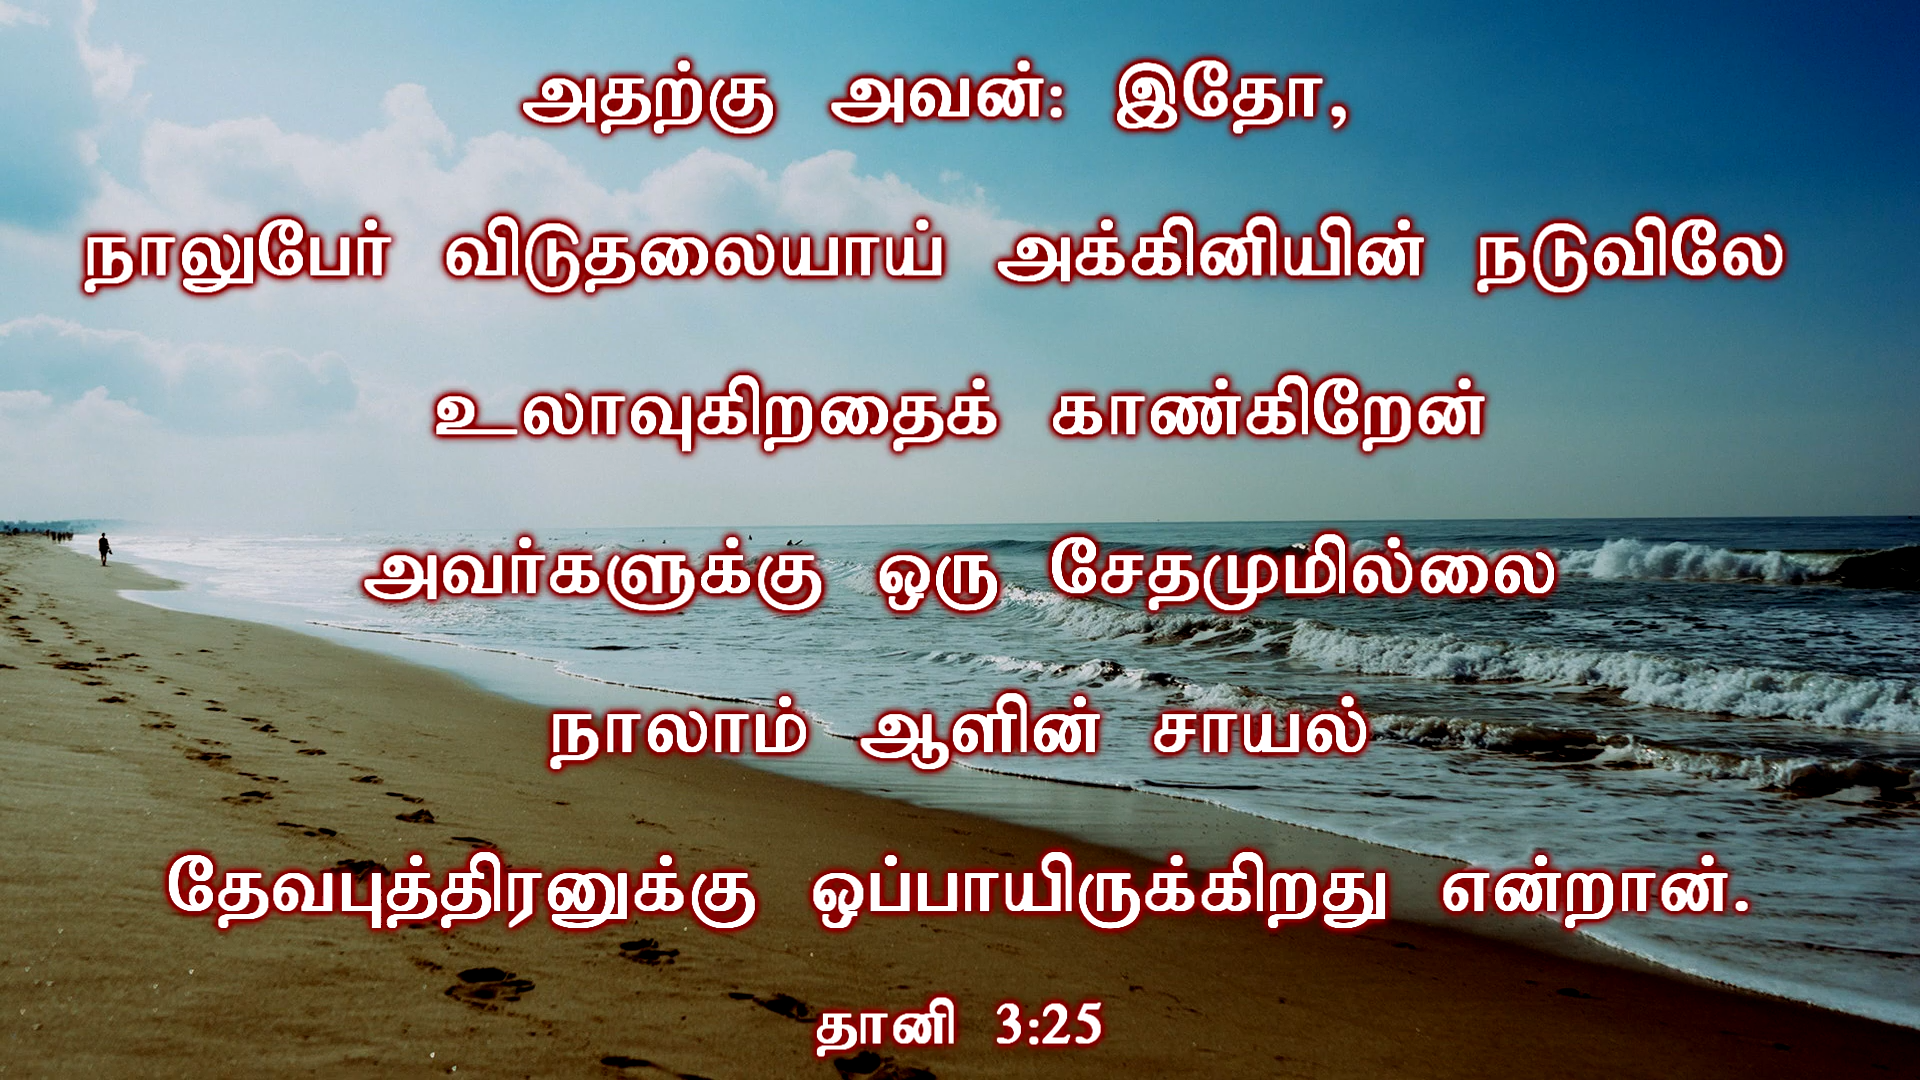 அதற்கு அவன்: இதோ,
நாலுபேர் விடுதலையாய் அக்கினியின் நடுவிலே
உலாவுகிறதைக் காண்கிறேன்
அவர்களுக்கு ஒரு சேதமுமில்லை
நாலாம் ஆளின் சாயல்
தேவபுத்திரனுக்கு ஒப்பாயிருக்கிறது என்றான்.
தானி 3:25